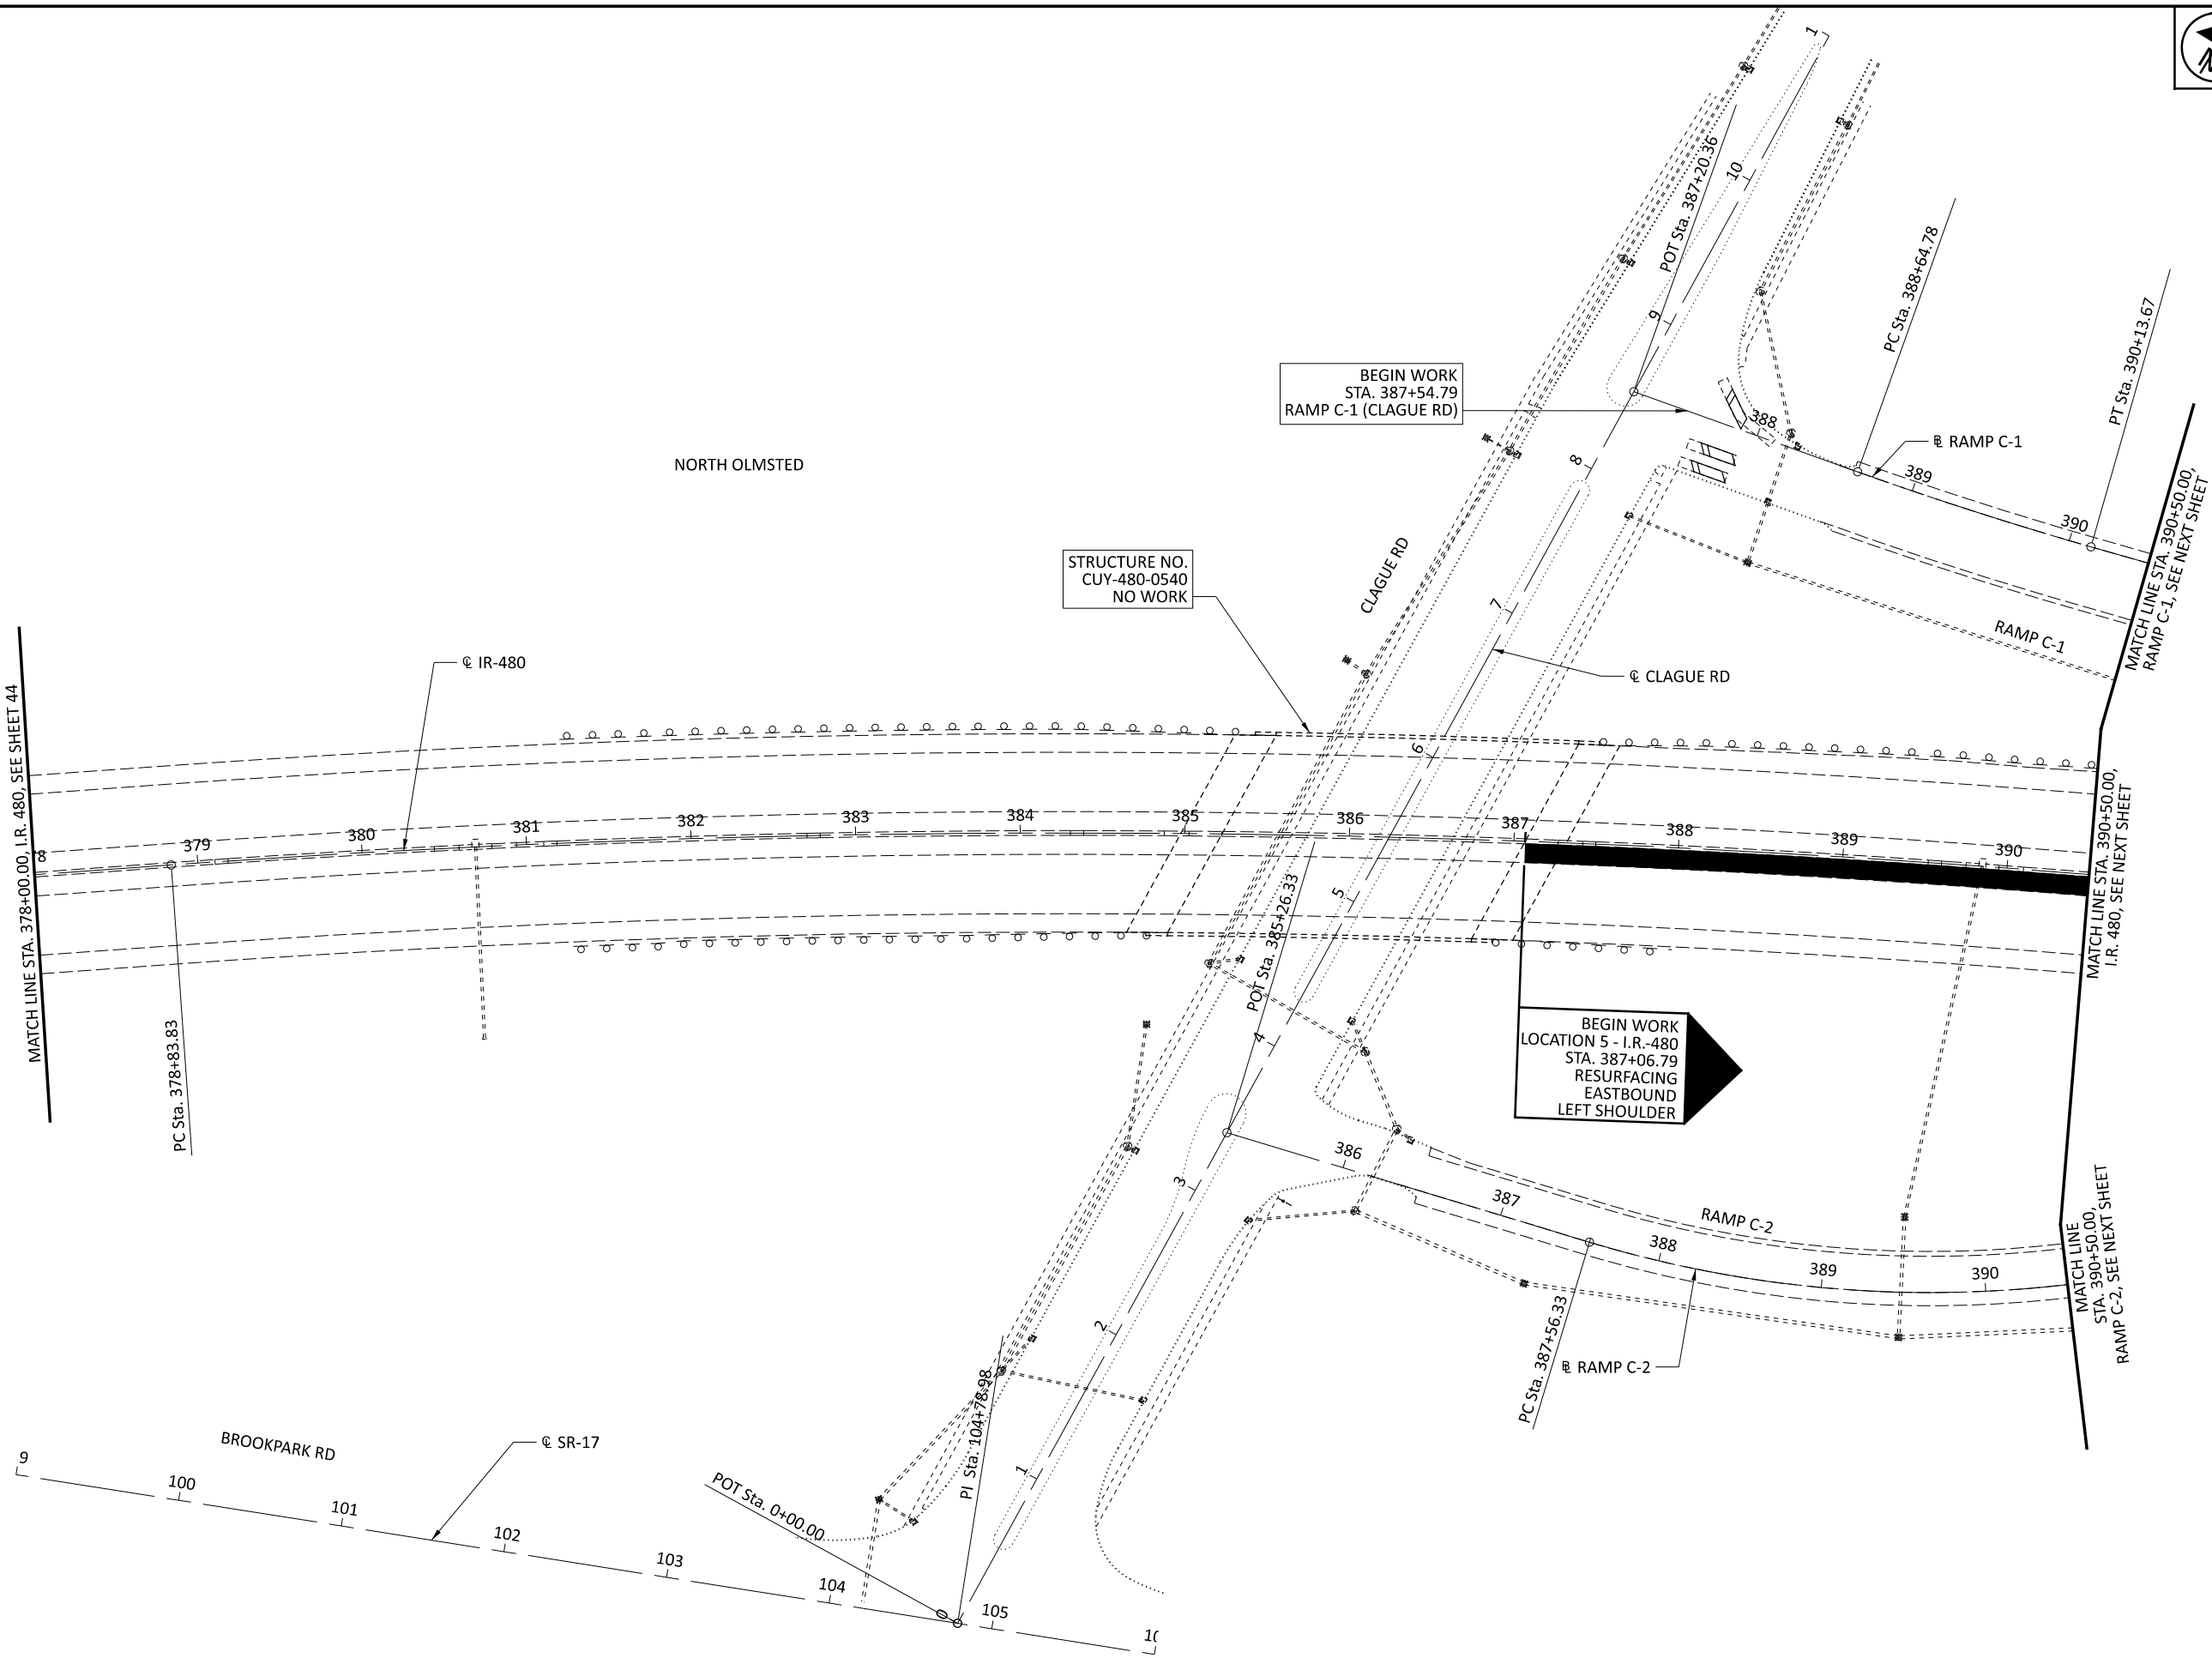 1
POT Sta. 387+20.36
10
PC Sta. 388+64.78
PT Sta. 390+13.67
9
BEGIN WORK
STA. 387+54.79
RAMP C-1 (CLAGUE RD)
388
℄ RAMP C-1
389
390
NORTH OLMSTED
8
MATCH LINE STA. 390+50.00,
RAMP C-1, SEE NEXT SHEET
STRUCTURE NO.
CUY-480-0540
NO WORK
CLAGUE RD
7
RAMP C-1
℄ IR-480
℄ CLAGUE RD
MATCH LINE STA. 378+00.00, I.R. 480, SEE SHEET 44
6
'8
379
380
381
382
383
384
385
386
387
388
389
390
MATCH LINE STA. 390+50.00,
I.R. 480, SEE NEXT SHEET
5
POT Sta. 385+26.33
PC Sta. 378+83.83
4
BEGIN WORK
LOCATION 5 - I.R.-480
STA. 387+06.79
RESURFACING
EASTBOUND
LEFT SHOULDER
3
386
387
388
389
390
RAMP C-2
MATCH LINE
STA. 390+50.00,
RAMP C-2, SEE NEXT SHEET
2
PC Sta. 387+56.33
℄ RAMP C-2
BROOKPARK RD
℄ SR-17
PI Sta. 104+78.98
1
POT Sta. 0+00.00
0
9
100
101
102
103
104
105
10